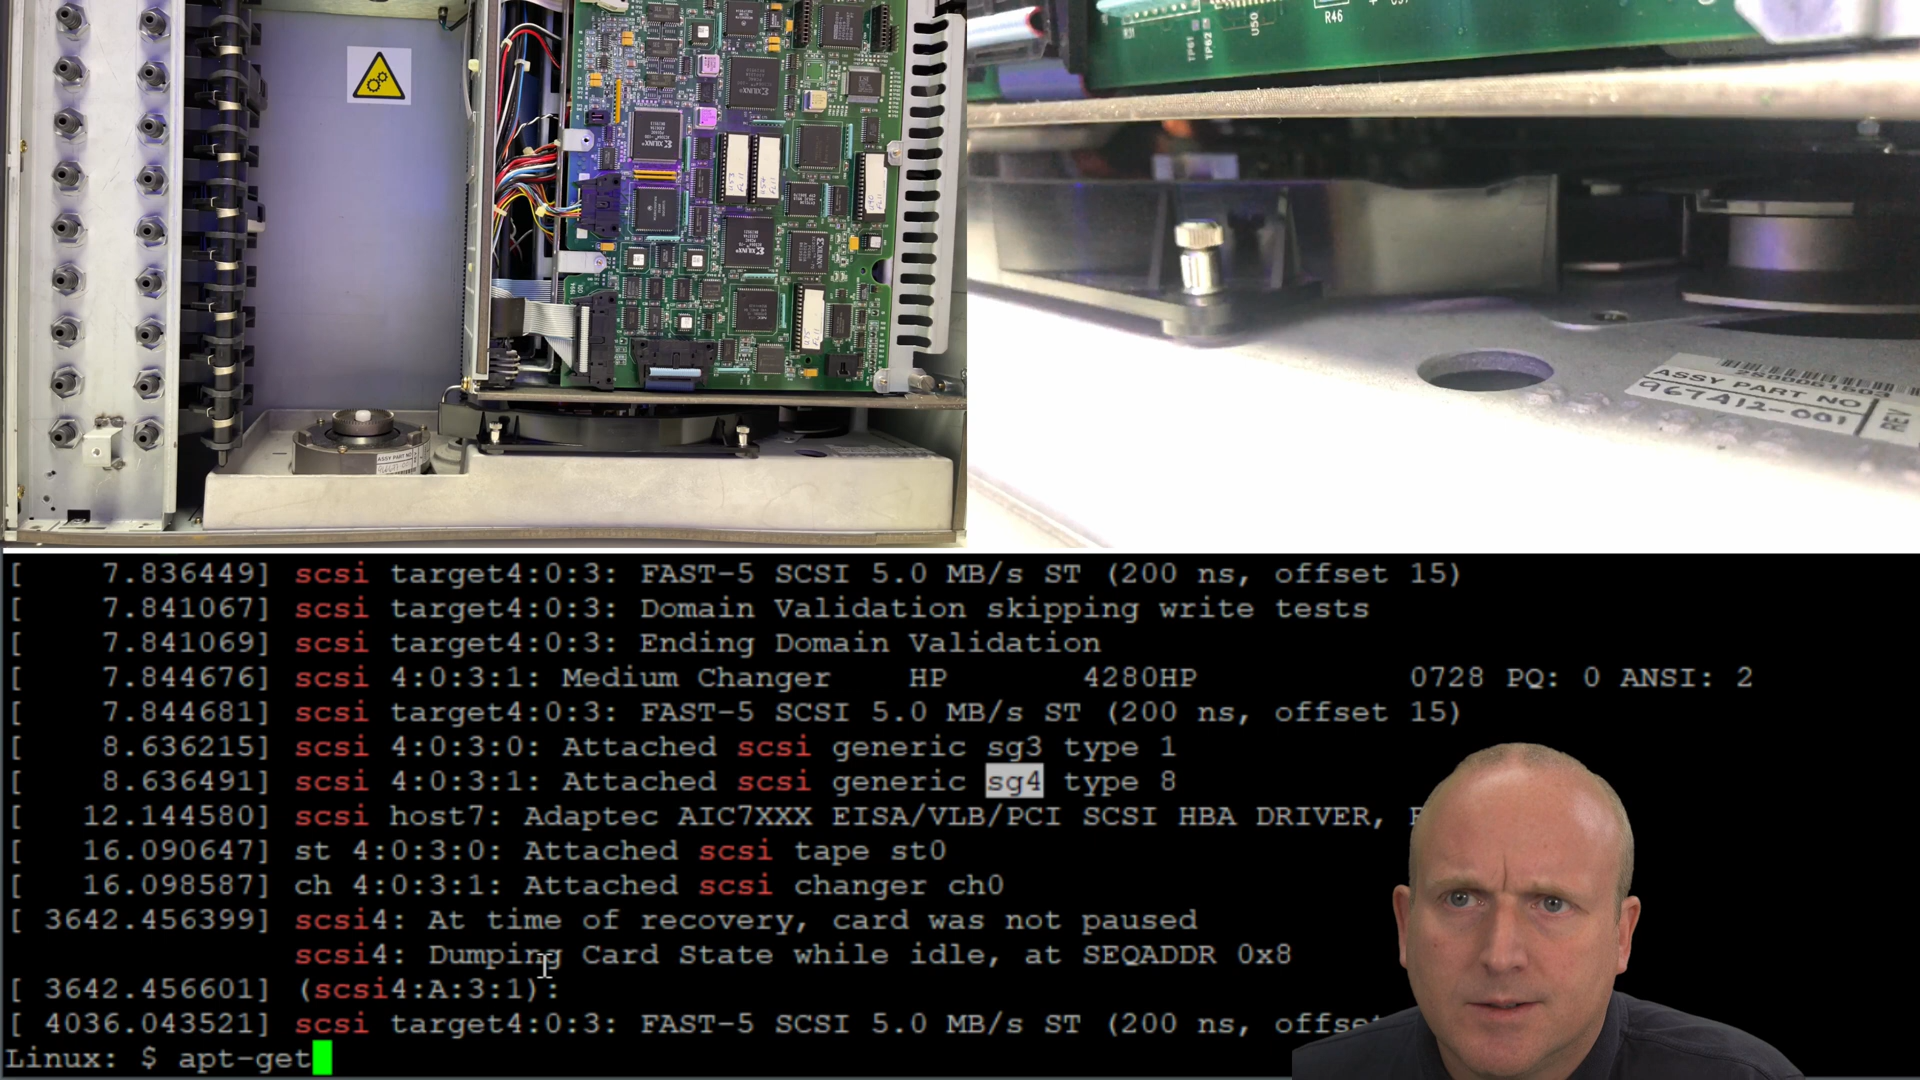 R46
U50
TP61
TP62
XILINX
XILINX
XILINX
ASSY PART NO
967A12-001
REV
ASSY PART NO
[    7.836449] scsi target4:0:3: FAST-5 SCSI 5.0 MB/s ST (200 ns, offset 15)
[    7.841067] scsi target4:0:3: Domain Validation skipping write tests
[    7.841069] scsi target4:0:3: Ending Domain Validation
[    7.844676] scsi 4:0:3:1: Medium Changer    HP       4280HP           0728 PQ: 0 ANSI: 2
[    7.844681] scsi target4:0:3: FAST-5 SCSI 5.0 MB/s ST (200 ns, offset 15)
[    8.636215] scsi 4:0:3:0: Attached scsi generic sg3 type 1
[    8.636491] scsi 4:0:3:1: Attached scsi generic sg4 type 8
[   12.144580] scsi host7: Adaptec AIC7XXX EISA/VLB/PCI SCSI HBA DRIVER,
[   16.090647] st 4:0:3:0: Attached scsi tape st0
[   16.098587] ch 4:0:3:1: Attached scsi changer ch0
[ 3642.456399] scsi4: At time of recovery, card was not paused
scsi4: Dumping Card State while idle, at SEQADDR 0x8
[ 3642.456601] (scsi4:A:3:1):
[ 4036.043521] scsi target4:0:3: FAST-5 SCSI 5.0 MB/s ST (200 ns, offset
Linux: $ apt-get